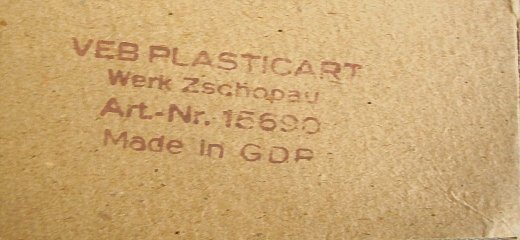 VEB PLASTICART
Werk Zschopau
Art.-Nr. 15690
Made in GDR